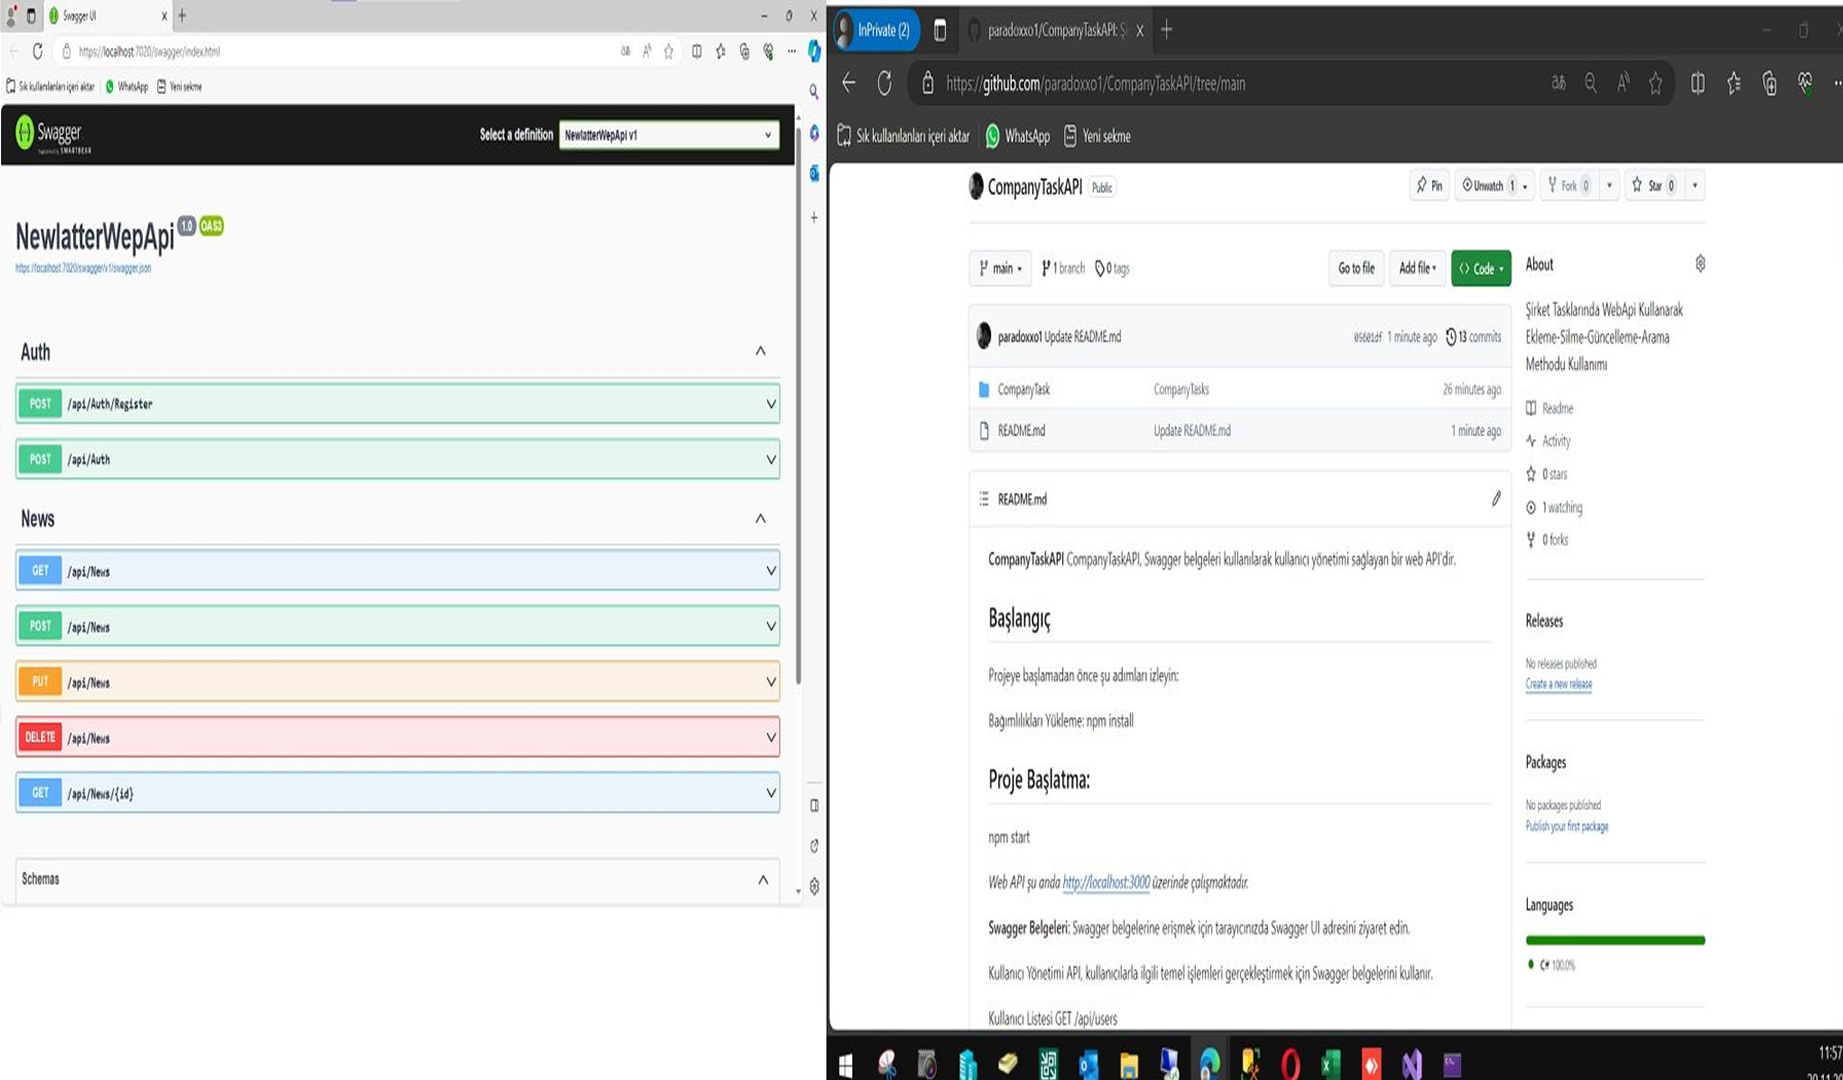 Swagger UI
https://localhost:7020/swagger/index.html
Sık kullanılanları içeri aktar
WhatsApp
Yeni sekme
Swagger
Supported by SMARTBEAR
Select a definition
NewlatterWepApi v1
NewlatterWepApi 1.0 OAS3
https://localhost:7020/swagger/v1/swagger.json
Auth
POST /api/Auth/Register
POST /api/Auth
News
GET /api/News
POST /api/News
PUT /api/News
DELETE /api/News
GET /api/News/{id}
Schemas
InPrivate (2)
paradoxxo1/CompanyTaskAPI: Ş
https://github.com/paradoxxo1/CompanyTaskAPI/tree/main
Sık kullanılanları içeri aktar
WhatsApp
Yeni sekme
CompanyTaskAPI Public
Pin
Unwatch 1
Fork 0
Star 0
main
1 branch
0 tags
Go to file
Add file
<> Code
paradoxxo1 Update README.md
1 minute ago
13 commits
CompanyTask CompanyTasks 26 minutes ago
README.md Update README.md 1 minute ago
README.md
CompanyTaskAPI CompanyTaskAPI, Swagger belgeleri kullanılarak kullanıcı yönetimi sağlayan bir web API'dir.
Başlangıç
Projeye başlamadan önce şu adımları izleyin:
Bağımlılıkları Yükleme: npm install
Proje Başlatma:
npm start
Web API şu anda http://localhost:3000 üzerinde çalışmaktadır.
Swagger Belgeleri: Swagger belgelerine erişmek için tarayıcınızda Swagger UI adresini ziyaret edin.
Kullanıcı Yönetimi API, kullanıcılarla ilgili temel işlemleri gerçekleştirmek için Swagger belgelerini kullanır.
Kullanıcı Listesi GET /api/users
About
Şirket Tasklarında WebApi Kullanarak
Ekleme-Silme-Güncelleme-Arama
Methodu Kullanımı
Readme
Activity
0 stars
1 watching
0 forks
Releases
No releases published
Create a new release
Packages
No packages published
Publish your first package
Languages
C# 100.0%
11:57